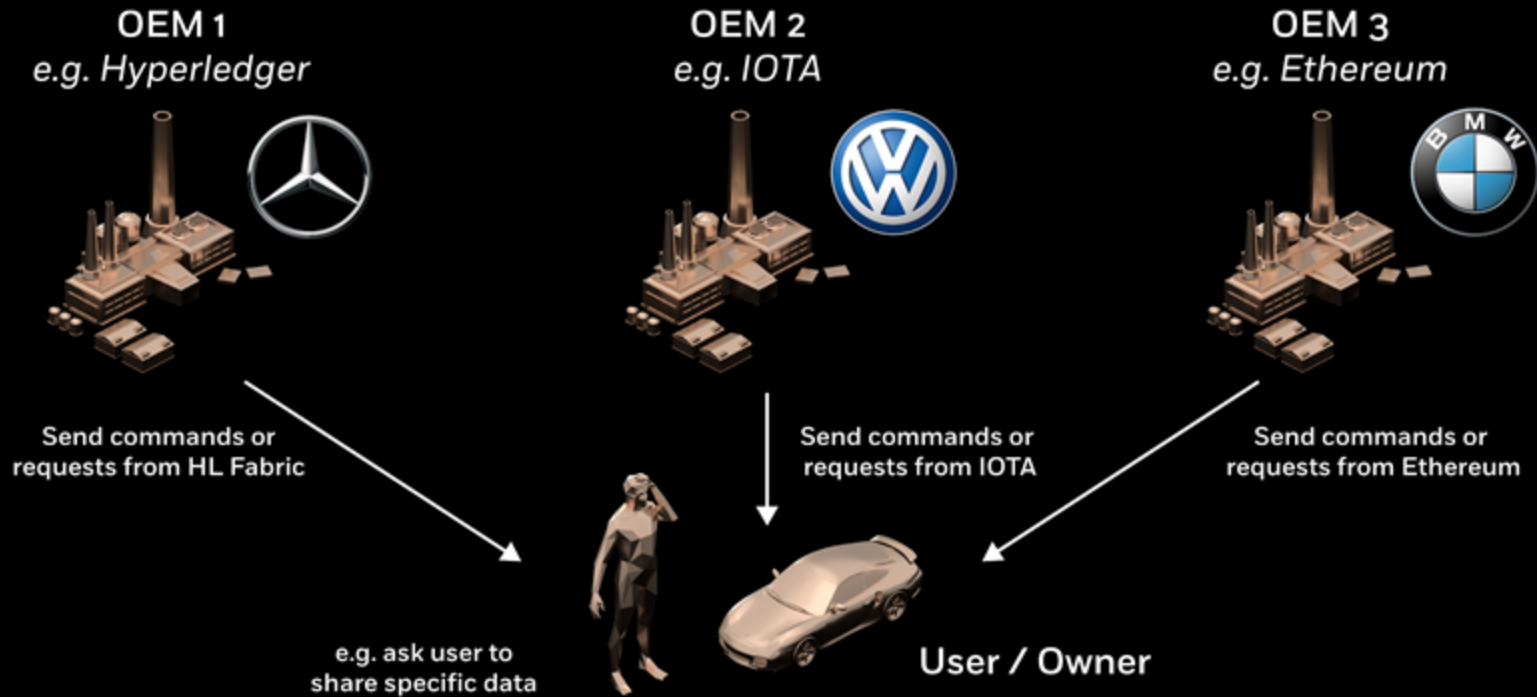 OEM 1
e.g. Hyperledger
OEM 2
e.g. IOTA
OEM 3
e.g. Ethereum
BMW
Send commands or
requests from HL Fabric
Send commands or
requests from IOTA
Send commands or
requests from Ethereum
e.g. ask user to
share specific data
User / Owner